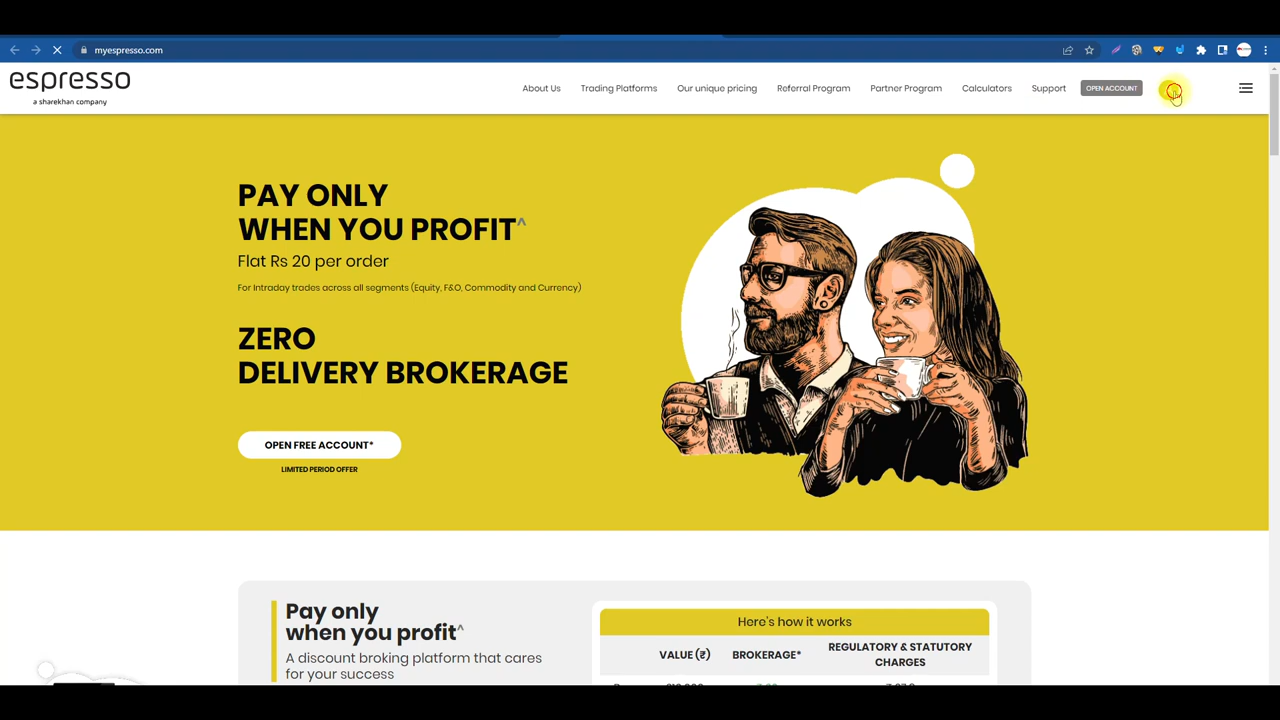 myespresso.com
espresso
a sharekhan company
About Us
Trading Platforms
Our unique pricing
Referral Program
Partner Program
Calculators
Support
OPEN ACCOUNT
PAY ONLY
WHEN YOU PROFIT^
Flat Rs 20 per order
For Intraday trades across all segments (Equity, F&O, Commodity and Currency)
ZERO
DELIVERY BROKERAGE
OPEN FREE ACCOUNT*
LIMITED PERIOD OFFER
Pay only
when you profit^
A discount broking platform that cares
for your success
Here's how it works
VALUE (₹)
BROKERAGE*
REGULATORY & STATUTORY
CHARGES